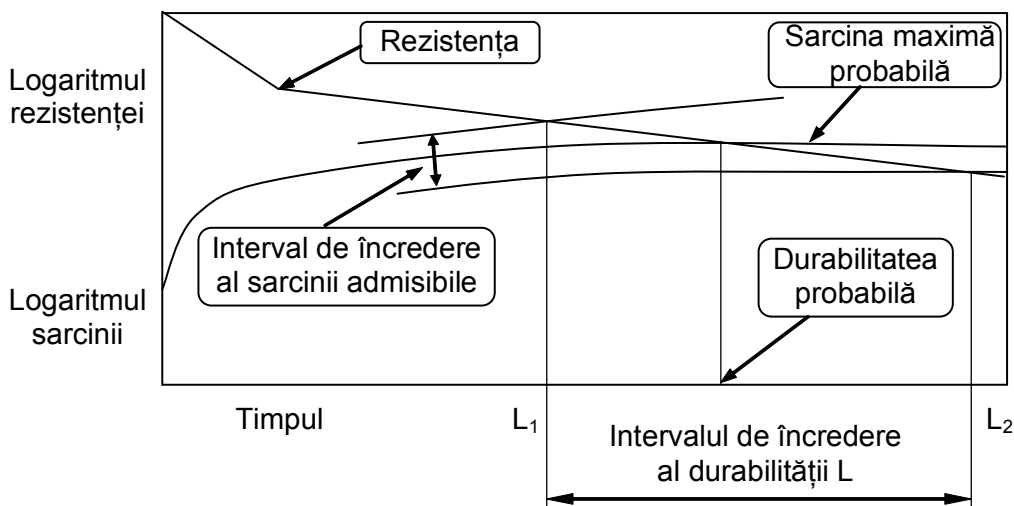 Logaritmul
rezistenței
Rezistența
Sarcina maximă
probabilă
Interval de încredere
al sarcinii admisibile
Durabilitatea
probabilă
Logaritmul
sarcinii
Timpul
L₁
L₂
Intervalul de încredere
al durabilității L